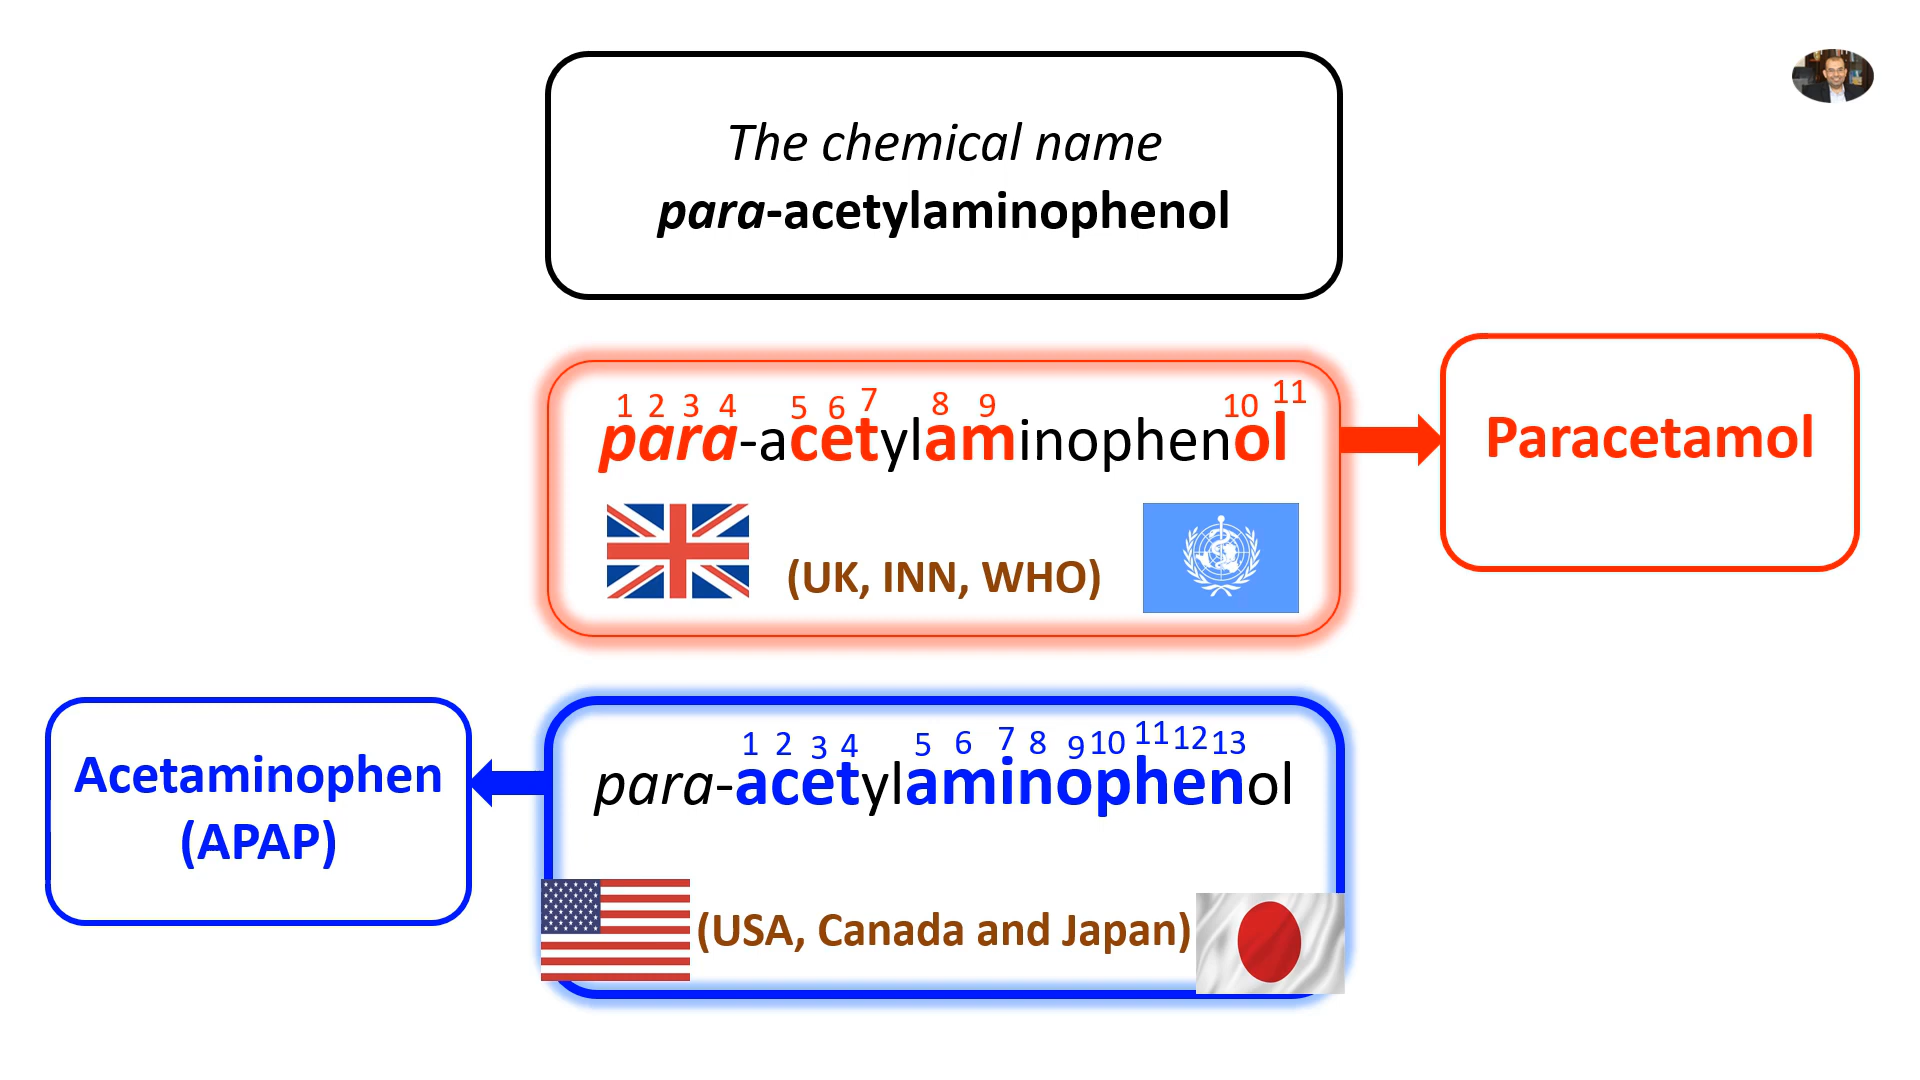 The chemical name
para-acetylaminophenol
1 2 3 4 5 6 7 8 9 10 11
para-acetylaminophenol
(UK, INN, WHO)
Paracetamol
1 2 3 4 5 6 7 8 9 10 11 12 13
para-acetylaminophenol
(USA, Canada and Japan)
Acetaminophen
(APAP)